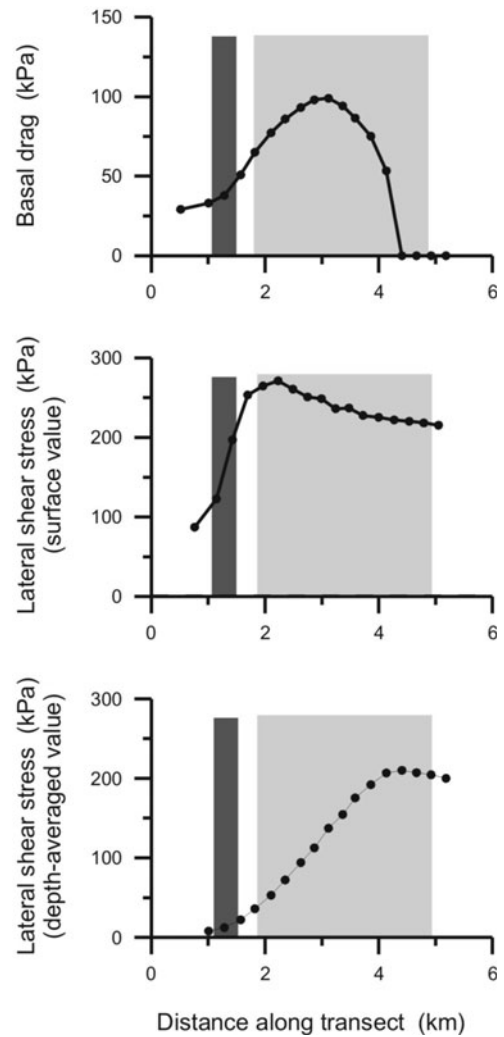 150
100
50
0
Basal drag (kPa)
0 2 4 6
300
200
100
0
Lateral shear stress (kPa)
(surface value)
0 2 4 6
300
200
100
0
Lateral shear stress (kPa)
(depth-averaged value)
0 2 4 6
Distance along transect (km)